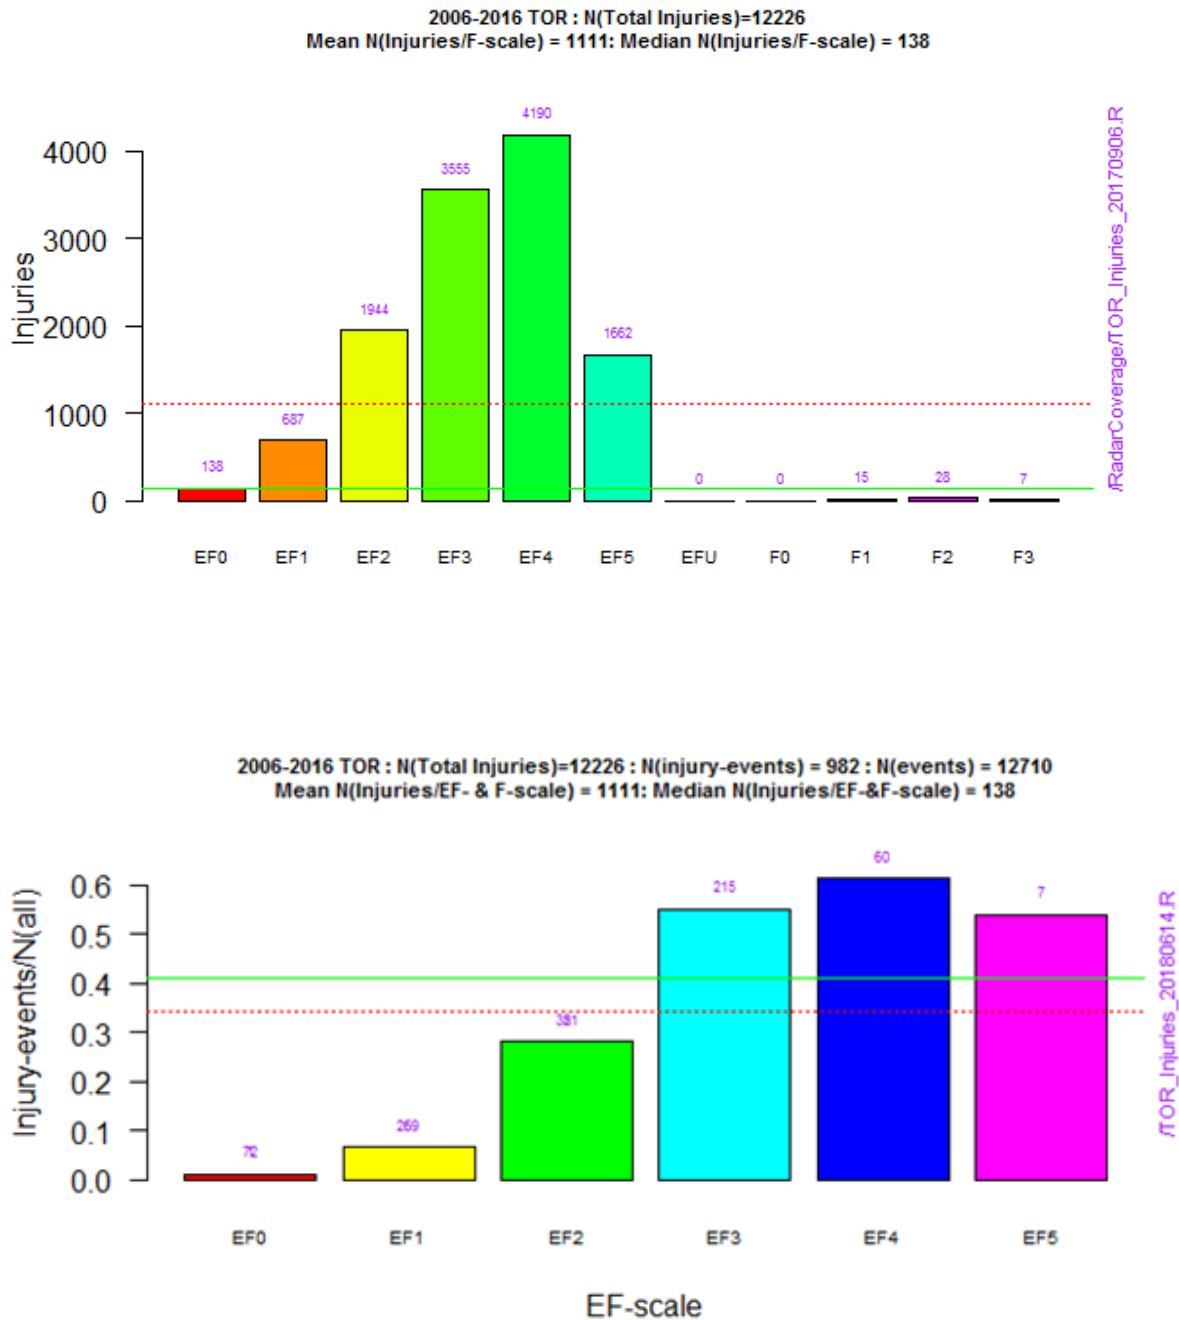 2006-2016 TOR : N(Total Injuries)=12226
Mean N(Injuries/F-scale) = 1111: Median N(Injuries/F-scale) = 138
Injuries
4000
3000
2000
1000
0
138
687
1944
3555
4190
1662
0
0
15
28
7
EF0 EF1 EF2 EF3 EF4 EF5 EFU F0 F1 F2 F3
/RadarCoverage/TOR_Injuries_20170906.R
2006-2016 TOR : N(Total Injuries)=12226 : N(injury-events) = 982 : N(events) = 12710
Mean N(Injuries/EF- & F-scale) = 1111: Median N(Injuries/EF-&F-scale) = 138
Injury-events/N(all)
0.6
0.5
0.4
0.3
0.2
0.1
0.0
215
60
7
EF0 EF1 EF2 EF3 EF4 EF5
EF-scale
/TOR_Injuries_20180614.R